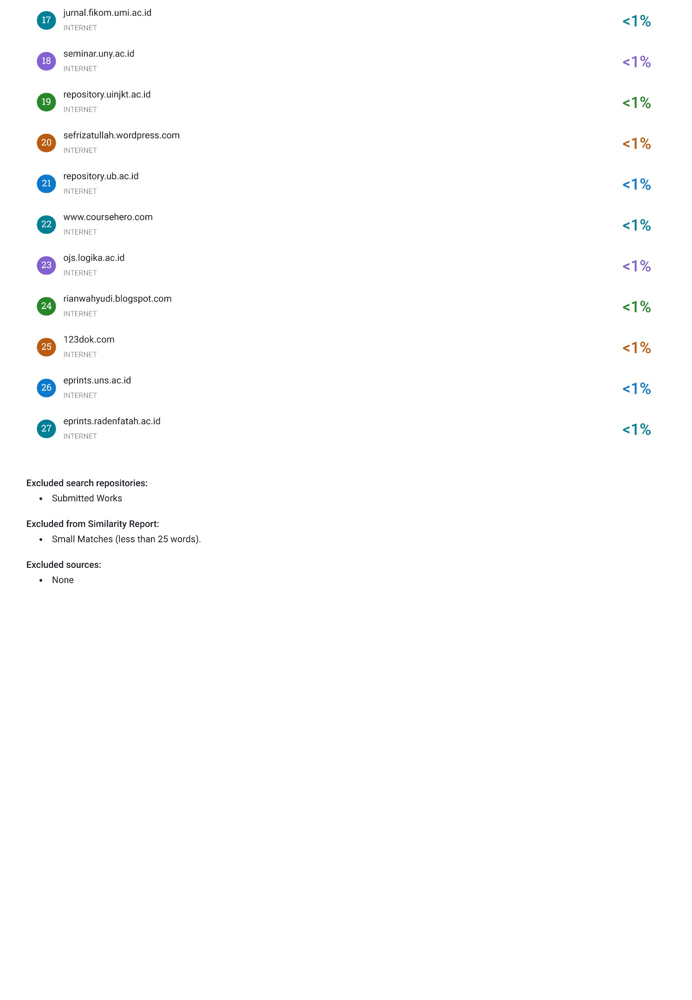 17 jurnal.fikom.umi.ac.id <1%
INTERNET
18 seminar.uny.ac.id <1%
INTERNET
19 repository.uinjkt.ac.id <1%
INTERNET
20 sefrizatullah.wordpress.com <1%
INTERNET
21 repository.ub.ac.id <1%
INTERNET
22 www.coursehero.com <1%
INTERNET
23 ojs.logika.ac.id <1%
INTERNET
24 rianwahyudi.blogspot.com <1%
INTERNET
25 123dok.com <1%
INTERNET
26 eprints.uns.ac.id <1%
INTERNET
27 eprints.radenfatah.ac.id <1%
INTERNET
Excluded search repositories:
• Submitted Works
Excluded from Similarity Report:
• Small Matches (less than 25 words).
Excluded sources:
• None